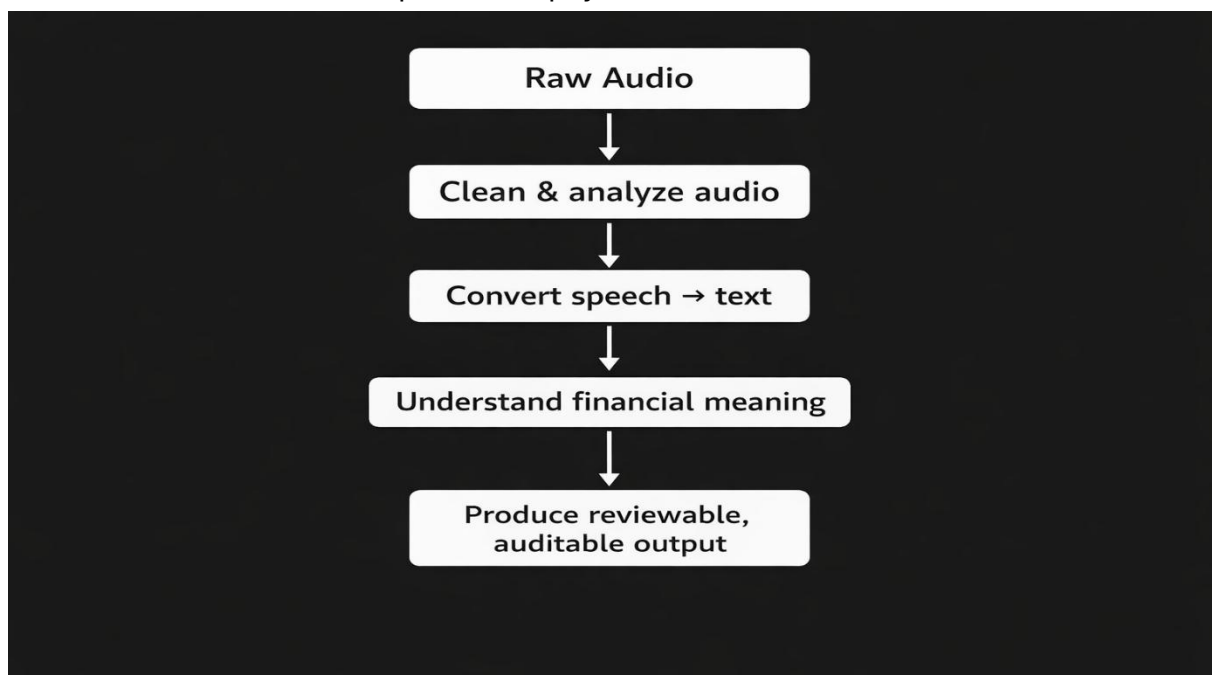 Raw Audio
Clean & analyze audio
Convert speech → text
Understand financial meaning
Produce reviewable,
auditable output